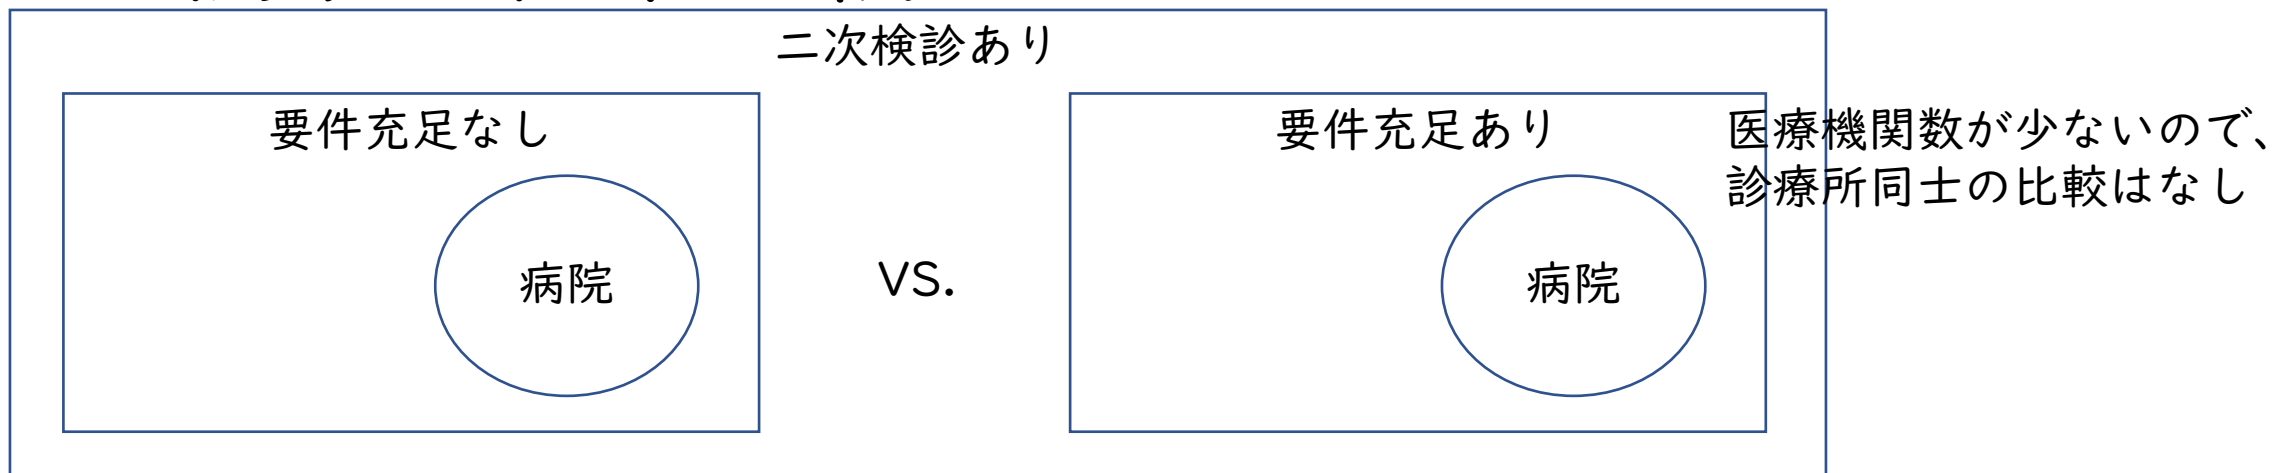 二次検診あり
要件充足なし
要件充足あり
医療機関数が少ないので、
診療所同士の比較はなし
病院
vs.
病院